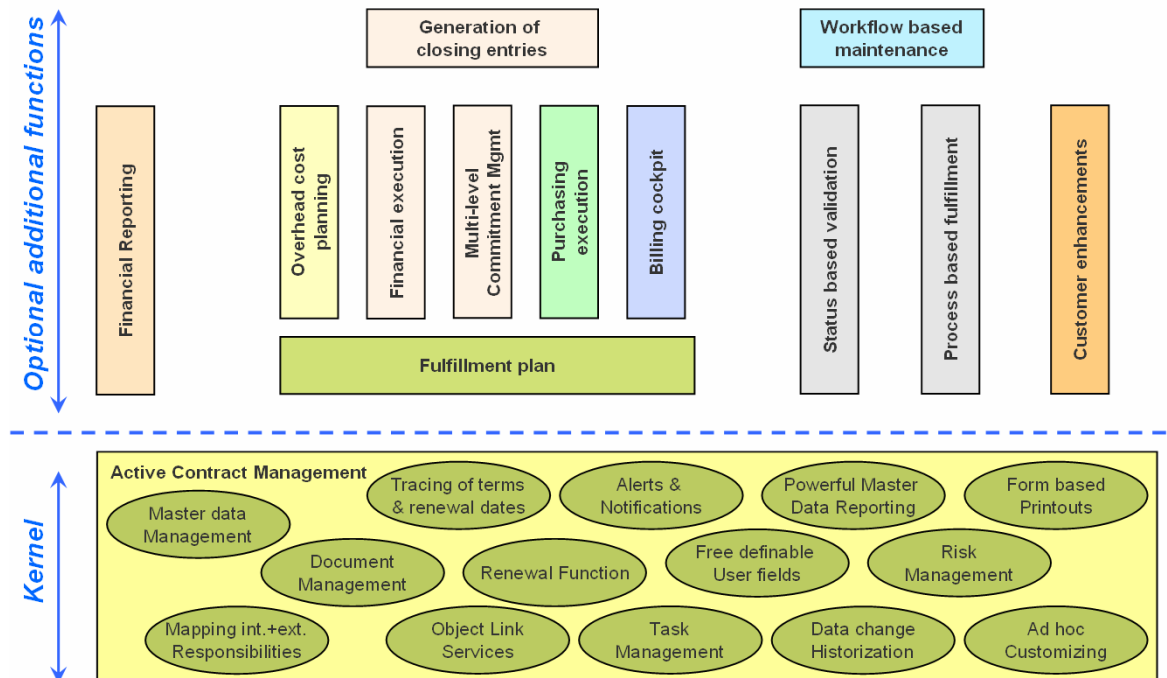 Optional additional functions
Generation of
closing entries
Workflow based
maintenance
Financial Reporting
Overhead cost
planning
Financial execution
Multi-level
Commitment Mgmt
Purchasing
execution
Billing cockpit
Status based validation
Process based fulfillment
Customer enhancements
Fulfillment plan
Kernel
Active Contract Management
Master data
Management
Tracing of terms
& renewal dates
Alerts &
Notifications
Powerful Master
Data Reporting
Form based
Printouts
Document
Management
Renewal Function
Free definable
User fields
Risk
Management
Mapping int.+ext.
Responsibilities
Object Link
Services
Task
Management
Data change
Historization
Ad hoc
Customizing